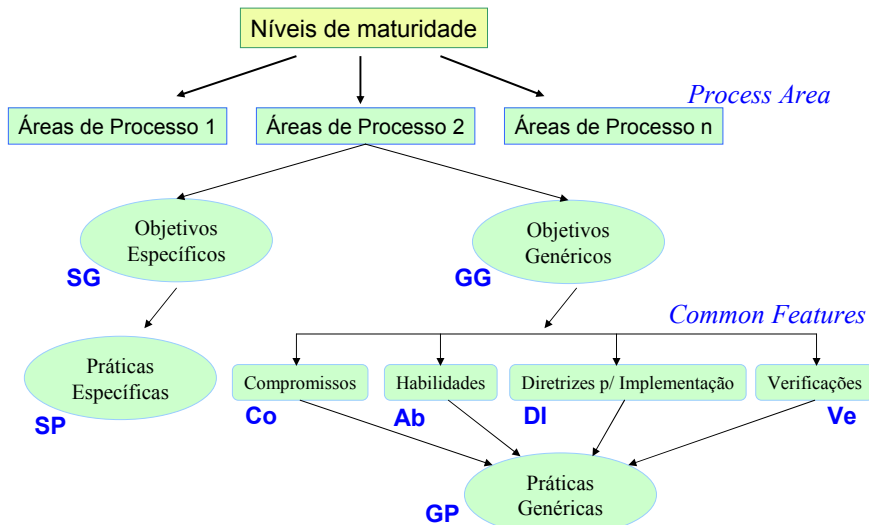 Níveis de maturidade
Process Area
Áreas de Processo 1
Áreas de Processo 2
Áreas de Processo n
Objetivos
Específicos
SG
Objetivos
Genéricos
GG
Common Features
Práticas
Específicas
SP
Compromissos
Co
Habilidades
Ab
Diretrizes p/ Implementação
DI
Verificações
Ve
Práticas
Genéricas
GP